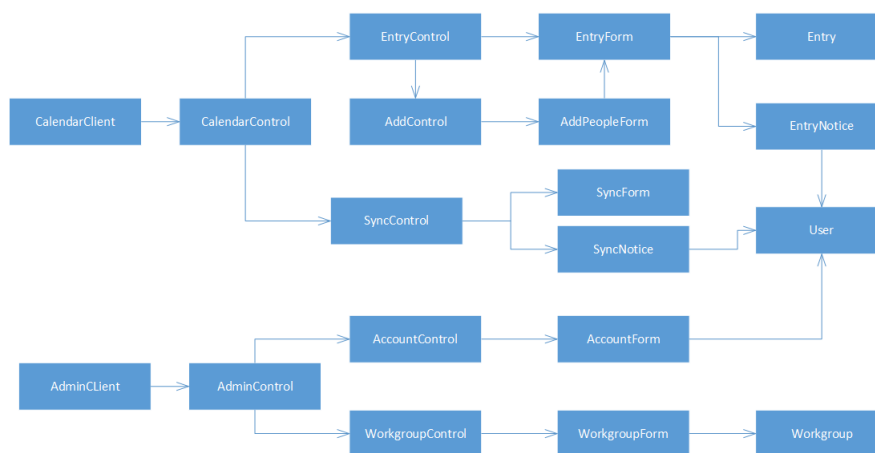 EntryControl
EntryForm
Entry
CalendarClient
CalendarControl
AddControl
AddPeopleForm
EntryNotice
SyncControl
SyncForm
SyncNotice
User
AccountControl
AccountForm
AdminCLient
AdminControl
WorkgroupControl
WorkgroupForm
Workgroup